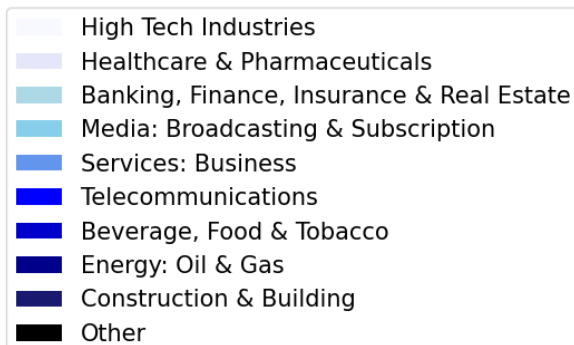 High Tech Industries
Healthcare & Pharmaceuticals
Banking, Finance, Insurance & Real Estate
Media: Broadcasting & Subscription
Services: Business
Telecommunications
Beverage, Food & Tobacco
Energy: Oil & Gas
Construction & Building
Other